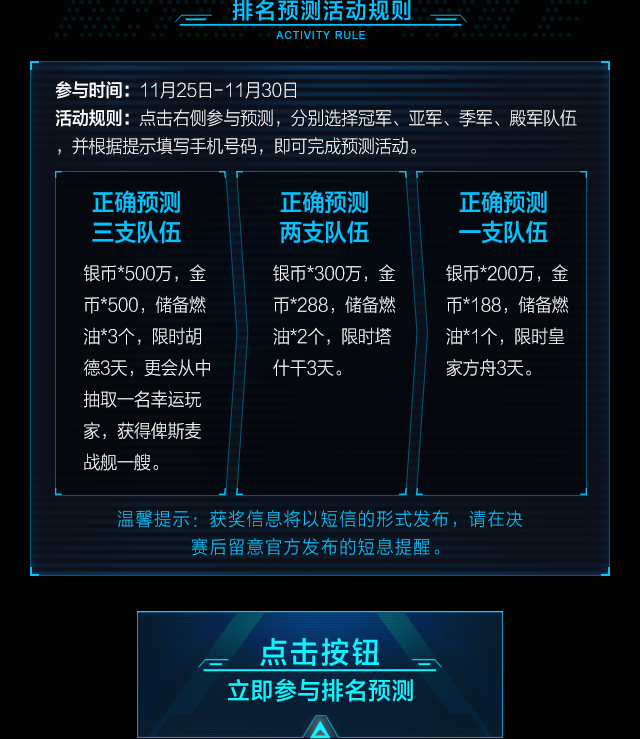 排名预测活动规则
ACTIVITY RULE
参与时间：11月25日-11月30日
活动规则：点击右侧参与预测，分别选择冠军、亚军、季军、殿军队伍
，并根据提示填写手机号码，即可完成预测活动。
正确预测
三支队伍
银币*500万，金
币*500，储备燃
油*3个，限时胡
德3天，更会从中
抽取一名幸运玩
家，获得俾斯麦
战舰一艘。
正确预测
两支队伍
银币*300万，金
币*288，储备燃
油*2个，限时塔
什干3天。
正确预测
一支队伍
银币*200万，金
币*188，储备燃
油*1个，限时皇
家方舟3天。
温馨提示：获奖信息将以短信的形式发布，请在决
赛后留意官方发布的短息提醒。
点击按钮
立即参与排名预测